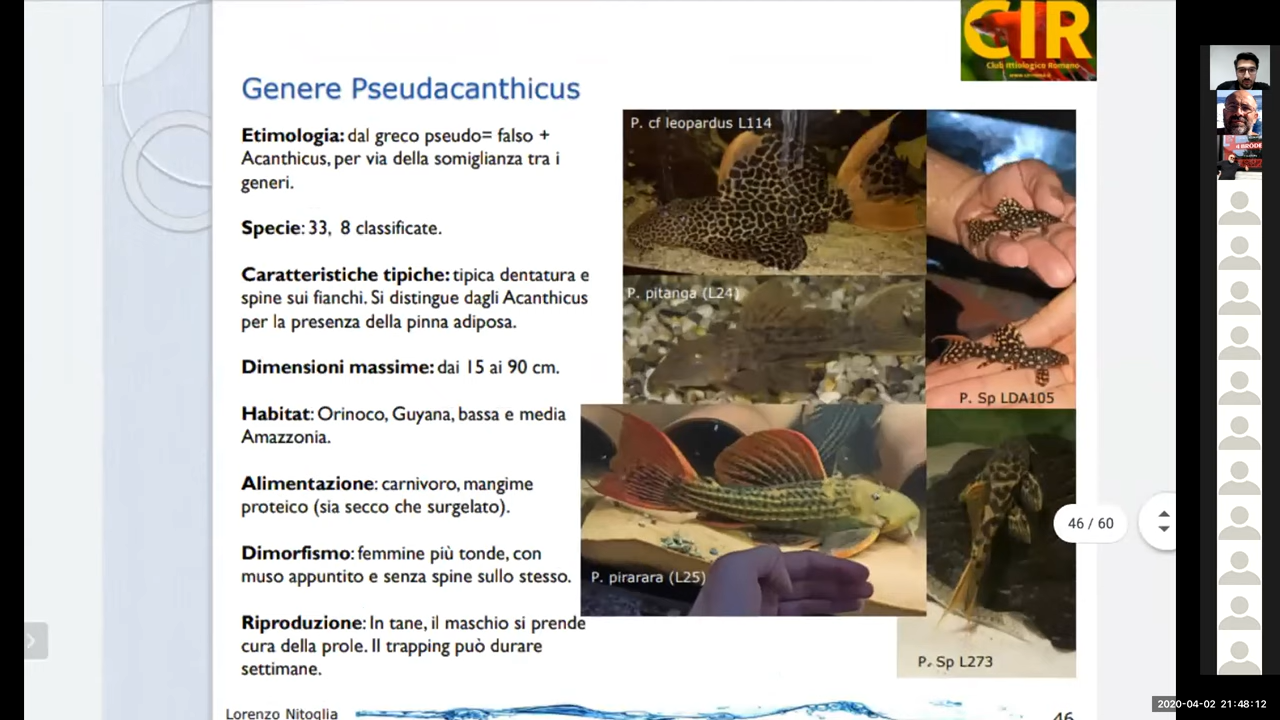 CIR
Club Ittiologico Romano
Genere Pseudacanthicus
Etimologia: dal greco pseudo= falso +
Acanthicus, per via della somiglianza tra i
generi.
Specie: 33, 8 classificate.
Caratteristiche tipiche: tipica dentatura e
spine sui fianchi. Si distingue dagli Acanthicus
per la presenza della pinna adiposa.
Dimensioni massime: dai 15 ai 90 cm.
Habitat: Orinoco, Guyana, bassa e media
Amazzonia.
Alimentazione: carnivoro, mangime
proteico (sia secco che surgelato).
Dimorfismo: femmine più tonde, con
muso appuntito e senza spine sullo stesso.
Riproduzione: In tane, il maschio si prende
cura della prole. Il trapping può durare
settimane.
P. cf leopardus L114
P. pitanga (L24)
P. Sp LDA105
P. pirarara (L25)
P. Sp L273
46 / 60
Lorenzo Nitoglia
46
2020-04-02 21:48:12